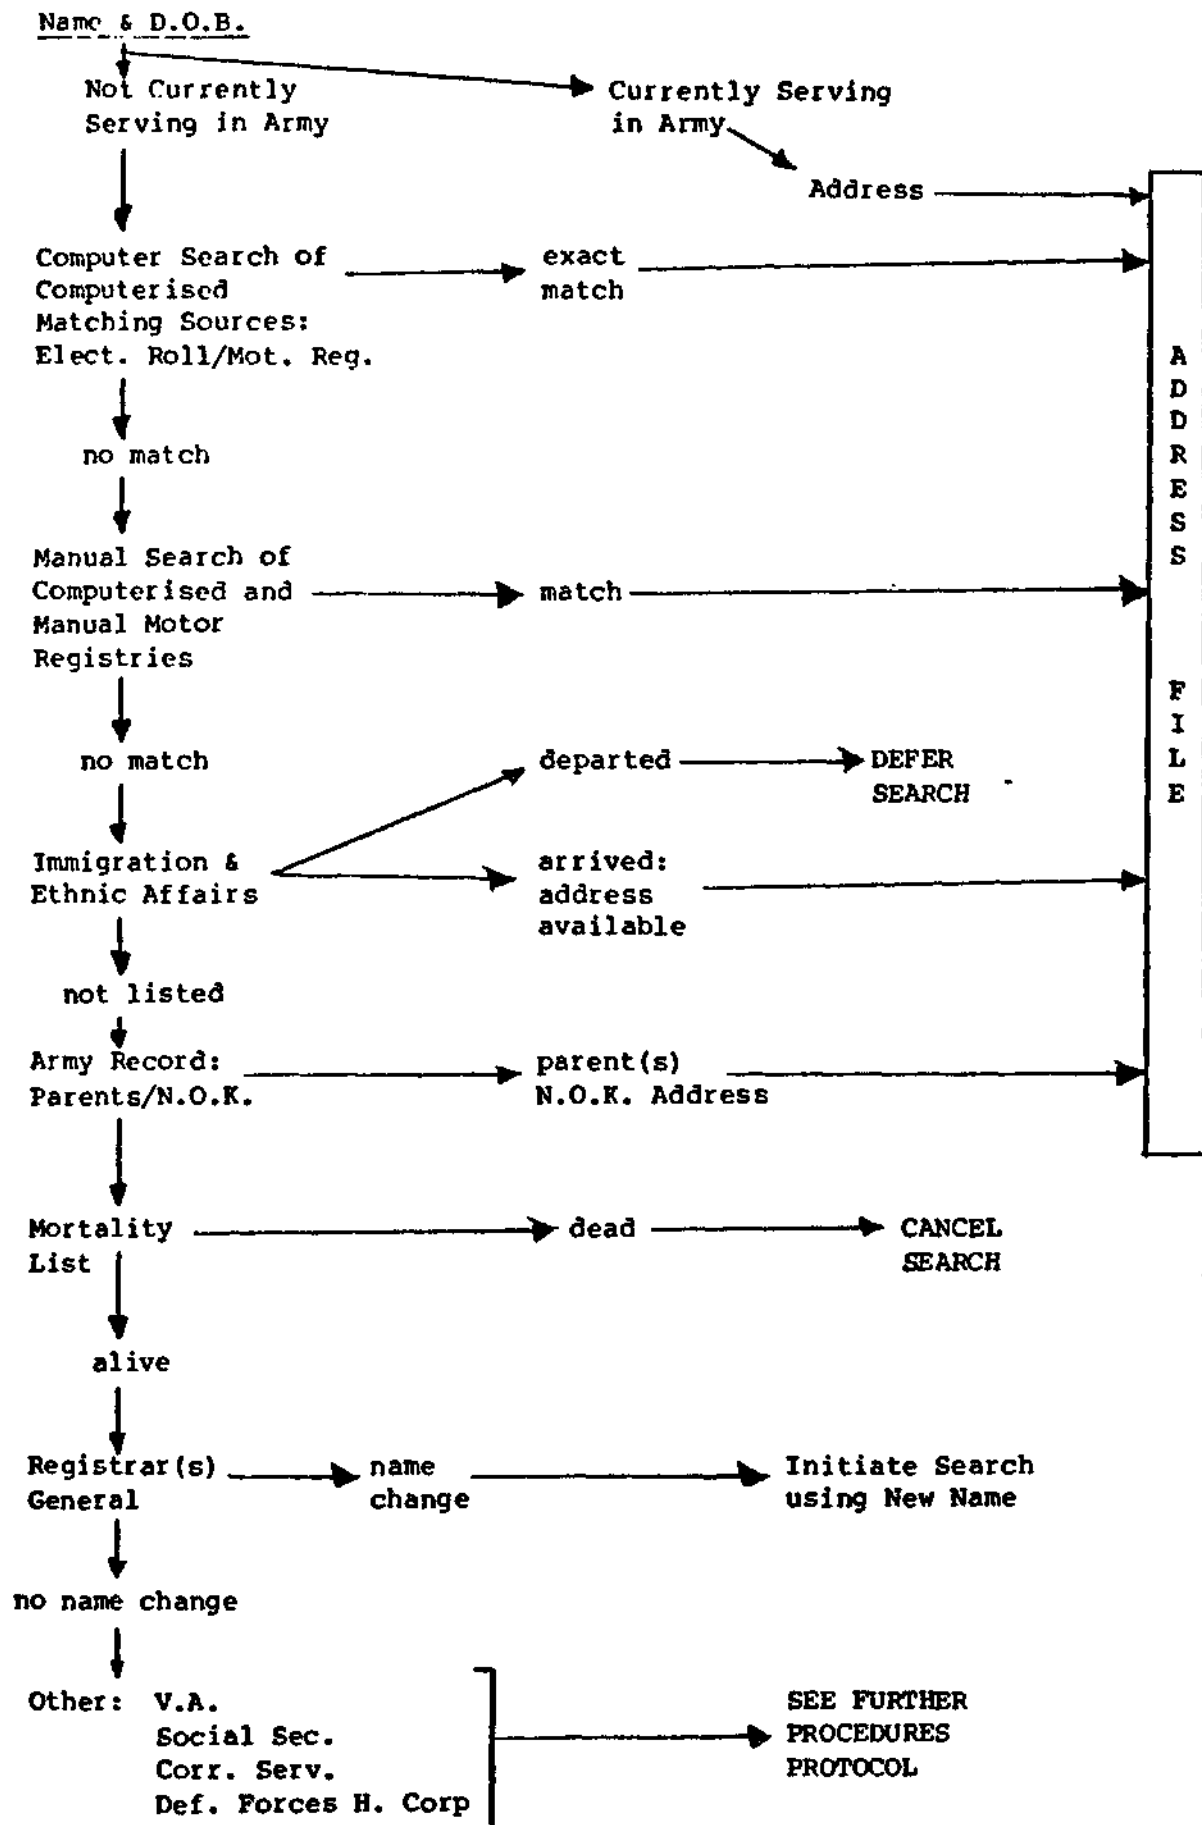 Name & D.O.B.
Not Currently
Serving in Army
Currently Serving
in Army
Address
Computer Search of
Computerised
Matching Sources:
Elect. Roll/Mot. Reg.
exact
match
no match
Manual Search of
Computerised and
Manual Motor
Registries
match
no match
departed
DEFER
SEARCH
Immigration &
Ethnic Affairs
arrived:
address
available
not listed
Army Record:
Parents/N.O.K.
parent(s)
N.O.K. Address
ADDRESS FILE
Mortality
List
dead
CANCEL
SEARCH
alive
Registrar(s)
General
name
change
Initiate Search
using New Name
no name change
Other: V.A.
Social Sec.
Corr. Serv.
Def. Forces H. Corp
SEE FURTHER
PROCEDURES
PROTOCOL